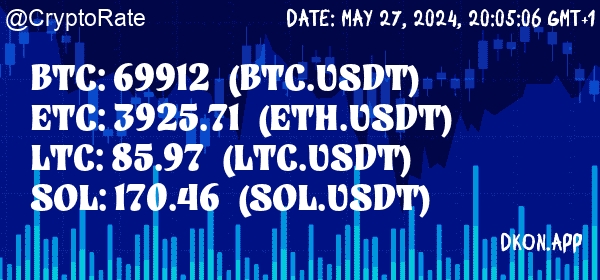 @CryptoRate
DATE: MAY 27, 2024, 20:05:06 GMT+1
BTC: 69912 (BTC.USDT)
ETC: 3925.71 (ETH.USDT)
LTC: 85.97 (LTC.USDT)
SOL: 170.46 (SOL.USDT)
DKON.APP